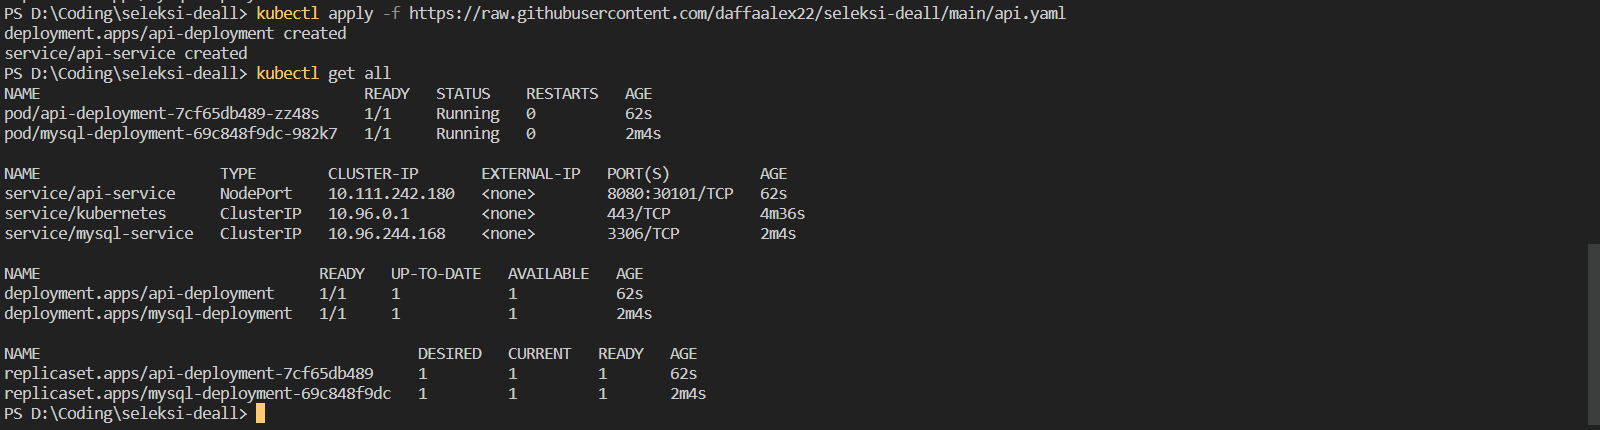 PS D:\Coding\seleksi-deall> kubectl apply -f https://raw.githubusercontent.com/daffaalex22/seleksi-deall/main/api.yaml
deployment.apps/api-deployment created
service/api-service created
PS D:\Coding\seleksi-deall> kubectl get all
NAME READY STATUS RESTARTS AGE
pod/api-deployment-7cf65db489-zz48s 1/1 Running 0 62s
pod/mysql-deployment-69c848f9dc-982k7 1/1 Running 0 2m4s
NAME TYPE CLUSTER-IP EXTERNAL-IP PORT(S) AGE
service/api-service NodePort 10.111.242.180 <none> 8080:30101/TCP 62s
service/kubernetes ClusterIP 10.96.0.1 <none> 443/TCP 4m36s
service/mysql-service ClusterIP 10.96.244.168 <none> 3306/TCP 2m4s
NAME READY UP-TO-DATE AVAILABLE AGE
deployment.apps/api-deployment 1/1 1 1 62s
deployment.apps/mysql-deployment 1/1 1 1 2m4s
NAME DESIRED CURRENT READY AGE
replicaset.apps/api-deployment-7cf65db489 1 1 1 62s
replicaset.apps/mysql-deployment-69c848f9dc 1 1 1 2m4s
PS D:\Coding\seleksi-deall>